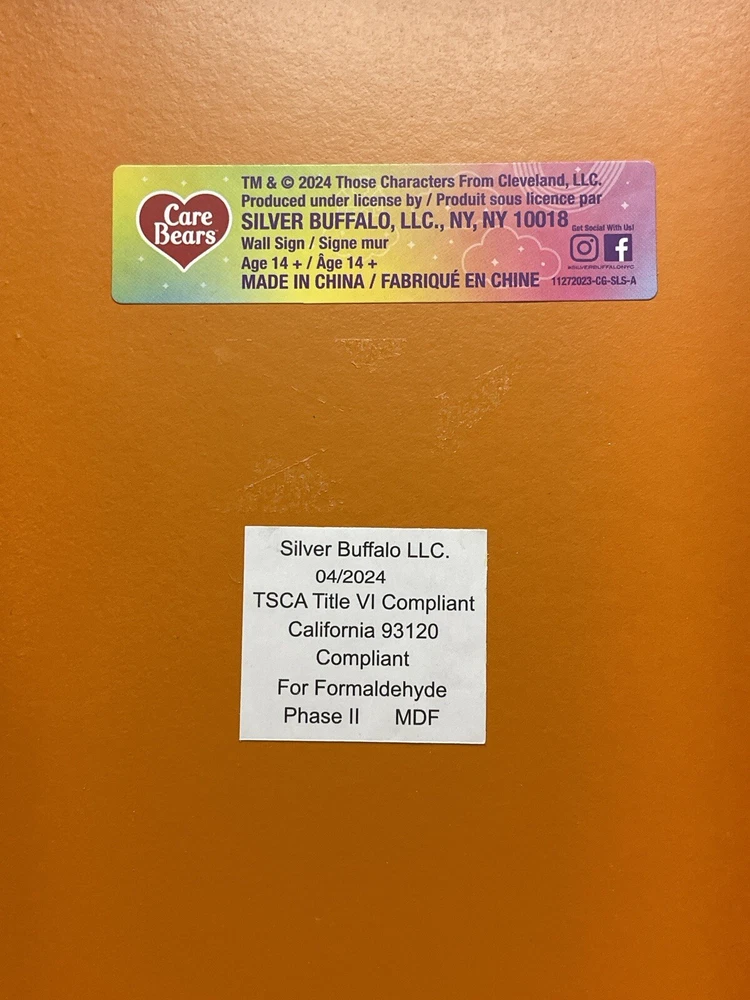 Care
Bears
TM & © 2024 Those Characters From Cleveland, LLC.
Produced under license by / Produit sous licence par
SILVER BUFFALO, LLC., NY, NY 10018
Wall Sign / Signe mur
Age 14 + / Âge 14 +
MADE IN CHINA / FABRIQUÉ EN CHINE
Get Social With Us!
#SILVERBUFFALONYC
11272023-CG-SLS-A
Silver Buffalo LLC.
04/2024
TSCA Title VI Compliant
California 93120
Compliant
For Formaldehyde
Phase II MDF